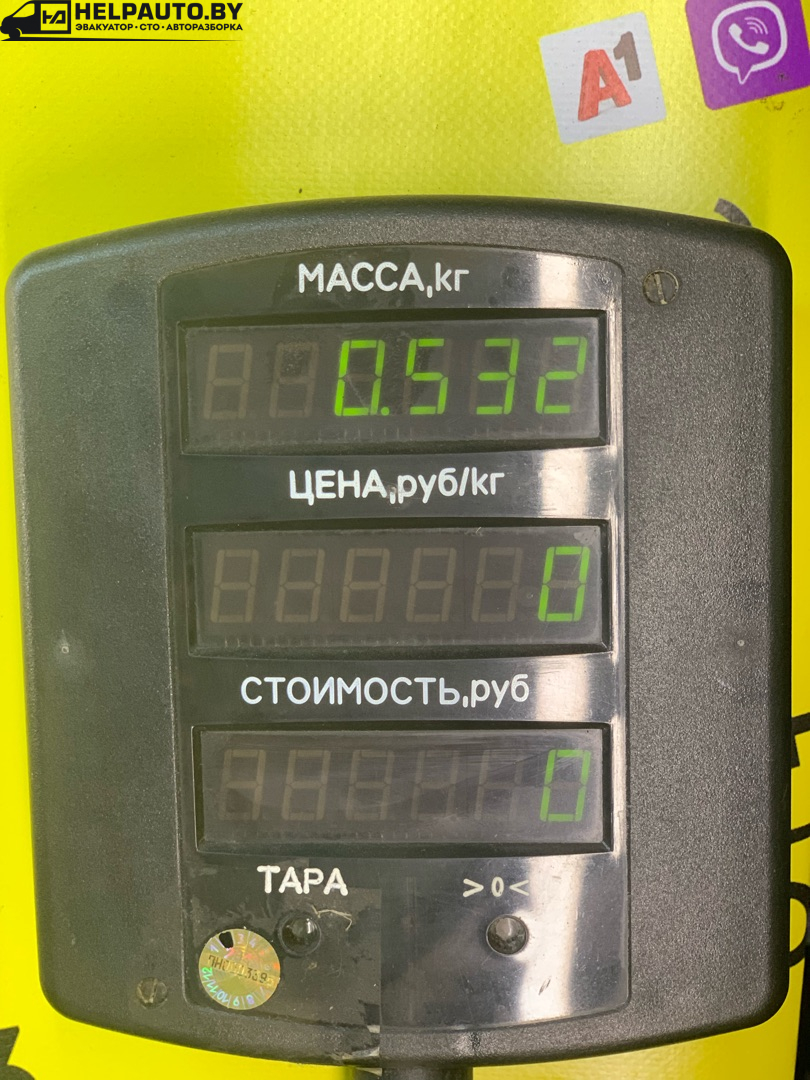 HELPAUTO.BY
ЭВАКУАТОР•СТО•АВТОРАЗБОРКА
A1
МАССА,кг
0.532
ЦЕНА,руб/кг
0
СТОИМОСТЬ,руб
0
ТАРА
>0<